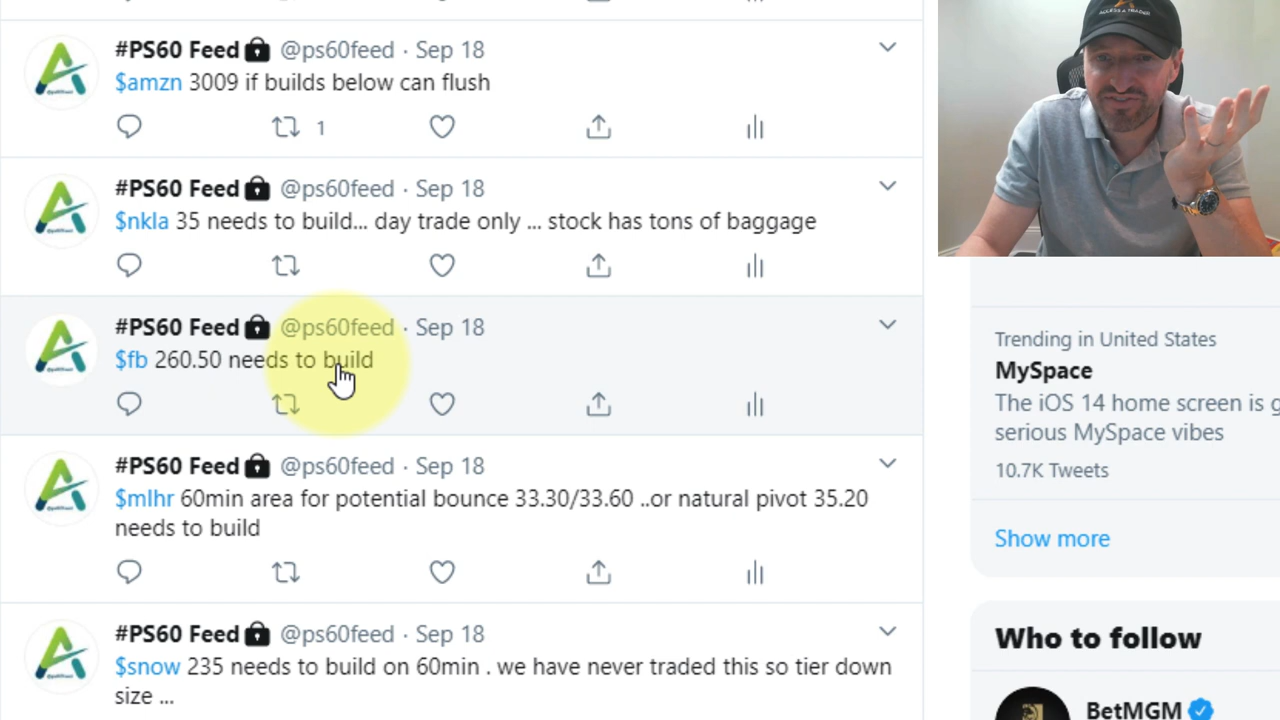 ACCESS A TRADER
#PS60 Feed @ps60feed · Sep 18
$amzn 3009 if builds below can flush
1
#PS60 Feed @ps60feed · Sep 18
$nkla 35 needs to build... day trade only ... stock has tons of baggage
#PS60 Feed @ps60feed · Sep 18
$fb 260.50 needs to build
#PS60 Feed @ps60feed · Sep 18
$mlhr 60min area for potential bounce 33.30/33.60 ..or natural pivot 35.20
needs to build
#PS60 Feed @ps60feed · Sep 18
$snow 235 needs to build on 60min . we have never traded this so tier down
size ...
Trending in United States
MySpace
The iOS 14 home screen is g
serious MySpace vibes
10.7K Tweets
Show more
Who to follow
BetMGM